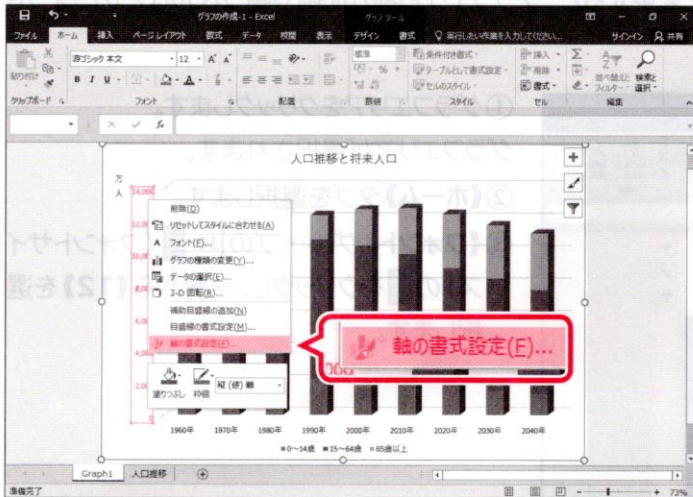 グラフの作成-1 - Excel
グラフ ツール
ファイル ホーム 挿入 ページレイアウト 数式 データ 校閲 表示 デザイン 書式 実行したい作業を入力してください... サインイン 共有
貼り付け
游ゴシック 本文 12
B I U
標準
条件付き書式
テーブルとして書式設定
セルのスタイル
挿入
削除
書式
並べ替えと フィルター
検索と 選択
クリップボード フォント 配置 数値 スタイル セル 編集
人口推移と将来人口
万
人
14,000
削除(D)
リセットしてスタイルに合わせる(A)
フォント(F)...
グラフの種類の変更(Y)...
データの選択(E)...
3-D 回転(R)...
補助目盛線の追加(N)
目盛線の書式設定(M)...
軸の書式設定(F)...
軸の書式設定(F)...
塗りつぶし 枠線 縦 (値) 軸
1960年 1970年 1980年 1990年 2000年 2010年 2020年 2030年 2040年
0～14歳 15～64歳 65歳以上
Graph1 人口推移
準備完了
73%